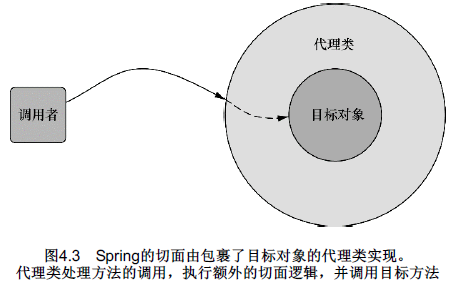 代理类
调用者
目标对象
图4.3 Spring的切面由包裹了目标对象的代理类实现。
代理类处理方法的调用，执行额外的切面逻辑，并调用目标方法